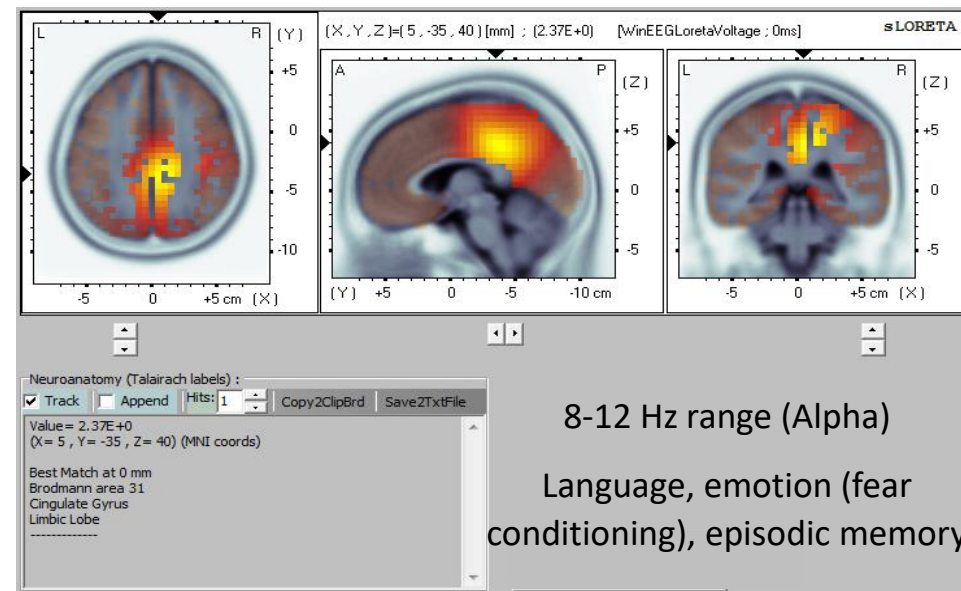 (X,Y,Z)=(5,-35,40)[mm] ; (2.37E+0) [WinEEGLoretaVoltage ; 0ms] sLORETA
L R (Y)
+5
0
-5
-10
-5 0 +5 cm (X)
A P (Z)
+5
0
-5
(Y) +5 0 -5 -10 cm
L R (Z)
+5
0
-5
-5 0 +5 cm (X)
Neuroanatomy (Talairach labels) :
Track Append Hits: 1 Copy2ClipBrd Save2TxtFile
Value= 2.37E+0
(X= 5 , Y= -35 , Z= 40) (MNI coords)
Best Match at 0 mm
Brodmann area 31
Cingulate Gyrus
Limbic Lobe
-------------
8-12 Hz range (Alpha)
Language, emotion (fear
conditioning), episodic memory